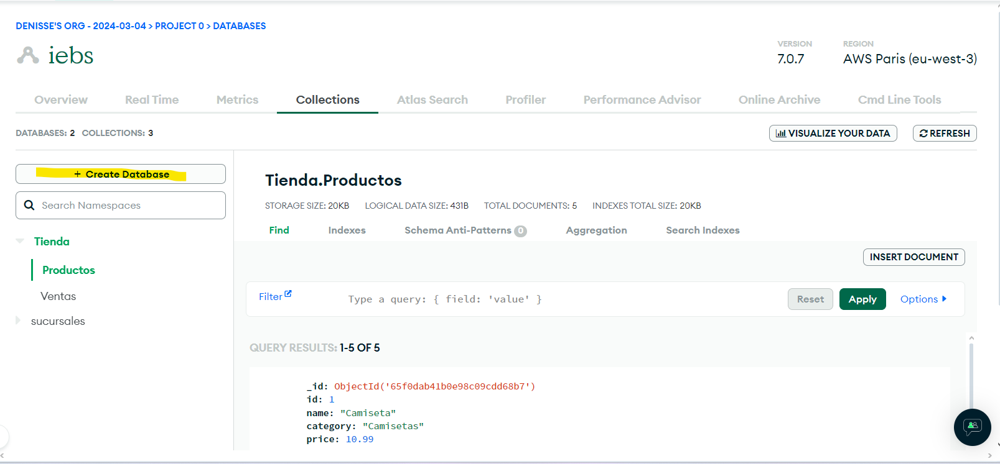 DENISSE'S ORG - 2024-03-04 > PROJECT 0 > DATABASES
iebs
VERSION
7.0.7
REGION
AWS Paris (eu-west-3)
Overview
Real Time
Metrics
Collections
Atlas Search
Profiler
Performance Advisor
Online Archive
Cmd Line Tools
DATABASES: 2 COLLECTIONS: 3
VISUALIZE YOUR DATA
REFRESH
+ Create Database
Search Namespaces
Tienda
Productos
Ventas
sucursales
Tienda.Productos
STORAGE SIZE: 20KB LOGICAL DATA SIZE: 431B TOTAL DOCUMENTS: 5 INDEXES TOTAL SIZE: 20KB
Find
Indexes
Schema Anti-Patterns 0
Aggregation
Search Indexes
INSERT DOCUMENT
Filter
Type a query: { field: 'value' }
Reset
Apply
Options
QUERY RESULTS: 1-5 OF 5
_id: ObjectId('65f0dab41b0e98c09cdd68b7')
id: 1
name: "Camiseta"
category: "Camisetas"
price: 10.99